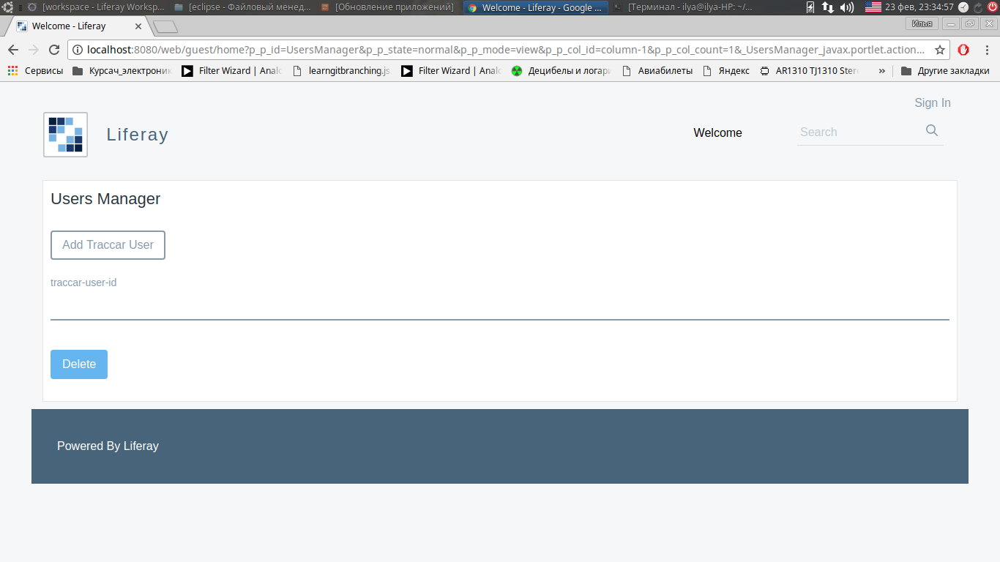 [workspace - Liferay Worksp... [eclipse - Файловый менед... [Обновление приложений] Welcome - Liferay - Google ... [Терминал - ilya@ilya-HP: ~/... 23 фев, 23:34:57
Welcome - Liferay Илья
localhost:8080/web/guest/home?p_p_id=UsersManager&p_p_state=normal&p_p_mode=view&p_p_col_id=column-1&p_p_col_count=1&_UsersManager_javax.portlet.action...
Сервисы Курсач_электроник Filter Wizard | Analo learngitbranching.js Filter Wizard | Analo Децибелы и логари Авиабилеты Яндекс AR1310 TJ1310 Ster » Другие закладки
Sign In
Liferay Welcome Search
Users Manager
Add Traccar User
traccar-user-id
Delete
Powered By Liferay